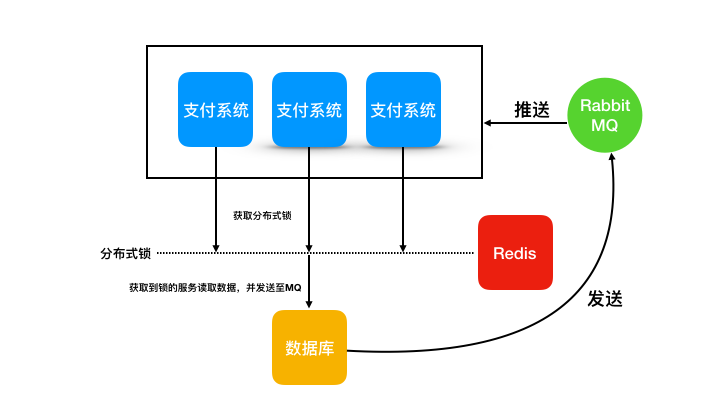 支付系统
支付系统
支付系统
推送
Rabbit
MQ
获取分布式锁
分布式锁
Redis
获取到锁的服务读取数据，并发送至MQ
发送
数据库